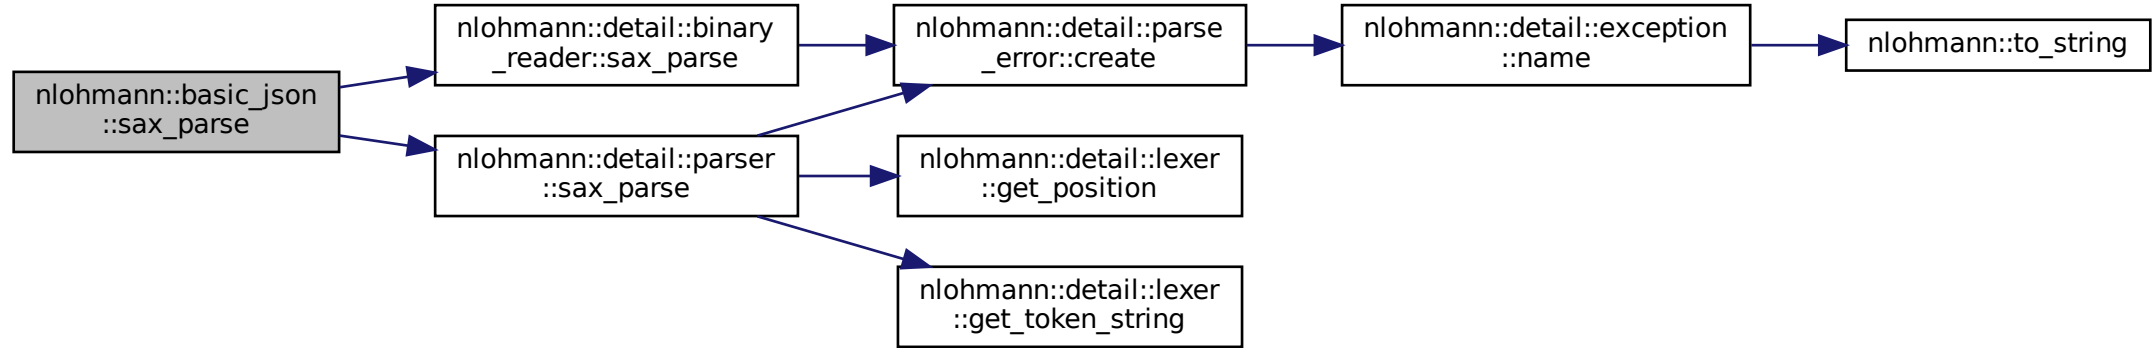 nlohmann::basic_json
::sax_parse
nlohmann::detail::binary
_reader::sax_parse
nlohmann::detail::parser
::sax_parse
nlohmann::detail::parse
_error::create
nlohmann::detail::lexer
::get_position
nlohmann::detail::lexer
::get_token_string
nlohmann::detail::exception
::name
nlohmann::to_string